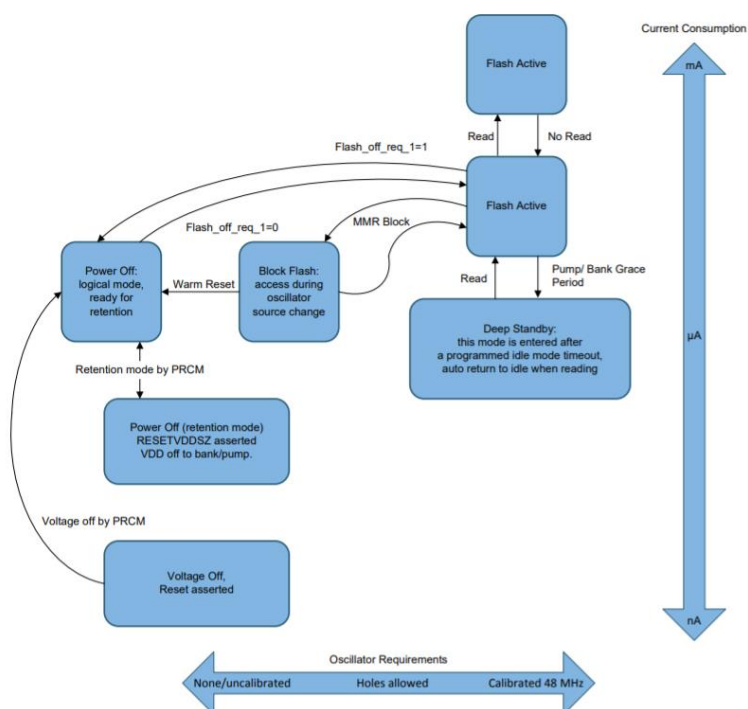 Current Consumption
mA
Flash Active
Read
No Read
Flash_off_req_1=1
Flash Active
MMR Block
Flash_off_req_1=0
Power Off:
logical mode,
ready for
retention
Warm Reset
Block Flash:
access during
oscillator
source change
Read
Pump/ Bank Grace
Period
Deep Standby:
this mode is entered after
a programmed idle mode timeout,
auto return to idle when reading
µA
Retention mode by PRCM
Power Off (retention mode)
RESETVDDSZ asserted
VDD off to bank/pump.
Voltage off by PRCM
Voltage Off,
Reset asserted
nA
Oscillator Requirements
None/uncalibrated Holes allowed Calibrated 48 MHz